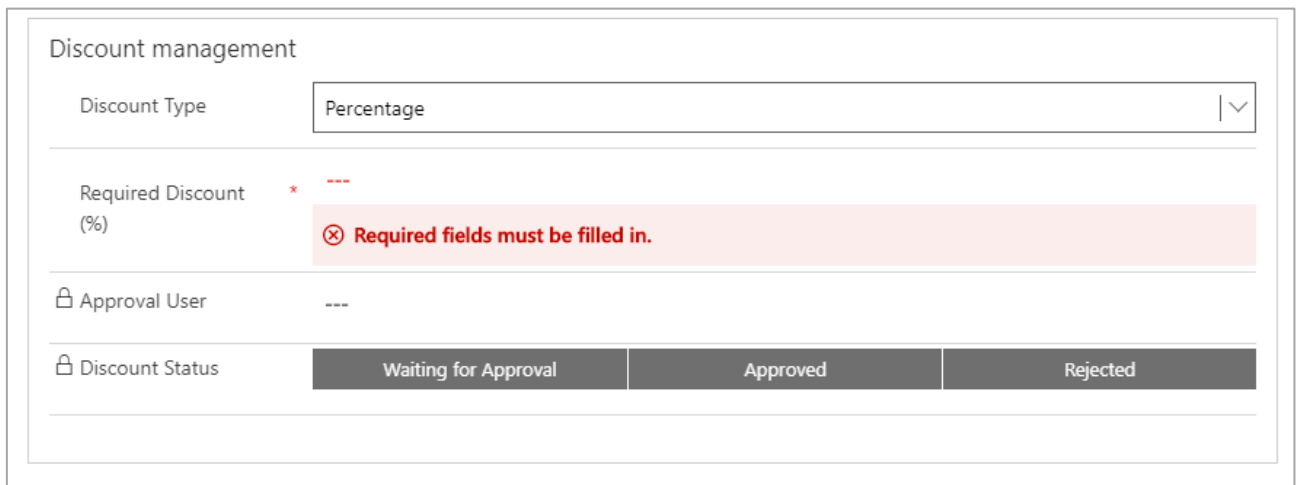 Discount management
Discount Type
Percentage
Required Discount
(%)
*
---
Required fields must be filled in.
Approval User
---
Discount Status
Waiting for Approval
Approved
Rejected